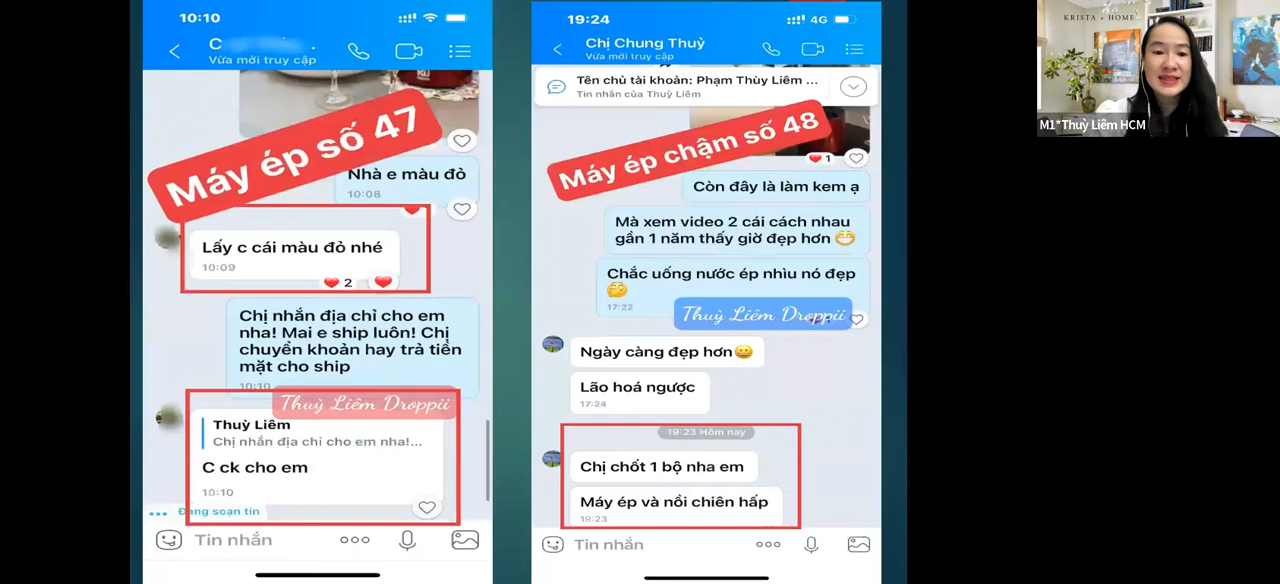 10:10
C
Vừa mới truy cập
Máy ép số 47
Nhà e màu đỏ
10:08
Lấy c cái màu đỏ nhé
10:09
2
Chị nhắn địa chỉ cho em
nha! Mai e ship luôn! Chị
chuyển khoản hay trả tiền
mặt cho ship
10:10
Thuỳ Liêm Droppii
Thuỳ Liêm
Chị nhắn địa chỉ cho em nha!...
C ck cho em
10:10
Đang soạn tin
Tin nhắn
19:24
4G
Chị Chung Thuỷ
Vừa mới truy cập
Tên chủ tài khoản: Phạm Thùy Liêm ...
Tin nhắn của Thuỳ Liêm
Máy ép chậm số 48
1
Còn đây là làm kem ạ
Mà xem video 2 cái cách nhau
gần 1 năm thấy giờ đẹp hơn
Chắc uống nước ép nhìu nó đẹp
17:22
Thuỳ Liêm Droppii
Ngày càng đẹp hơn
Lão hoá ngược
17:24
19:23 Hôm nay
Chị chốt 1 bộ nha em
Máy ép và nồi chiên hấp
19:23
Tin nhắn
KRISTA + HOME
M1*Thuỳ Liêm HCM